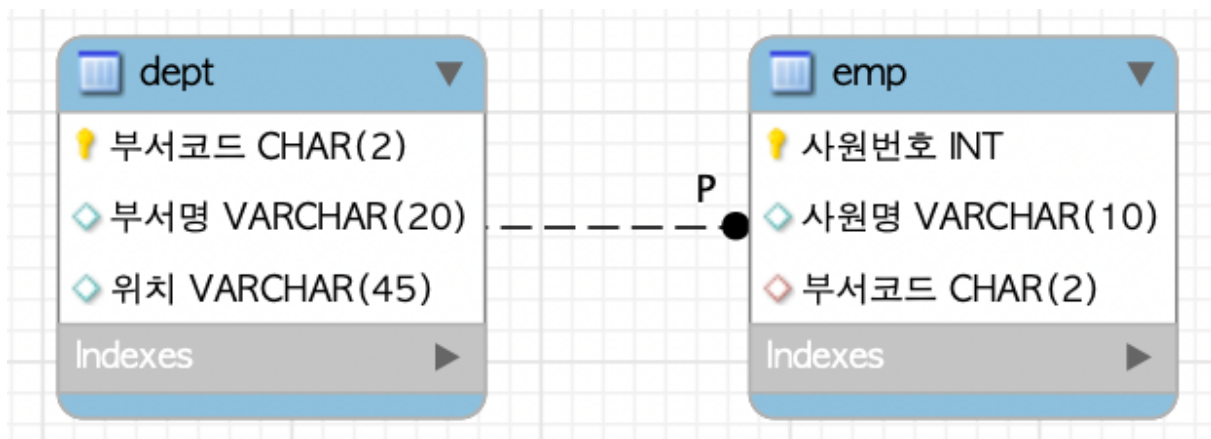 dept
부서코드 CHAR(2)
부서명 VARCHAR(20)
위치 VARCHAR(45)
Indexes
P
emp
사원번호 INT
사원명 VARCHAR(10)
부서코드 CHAR(2)
Indexes